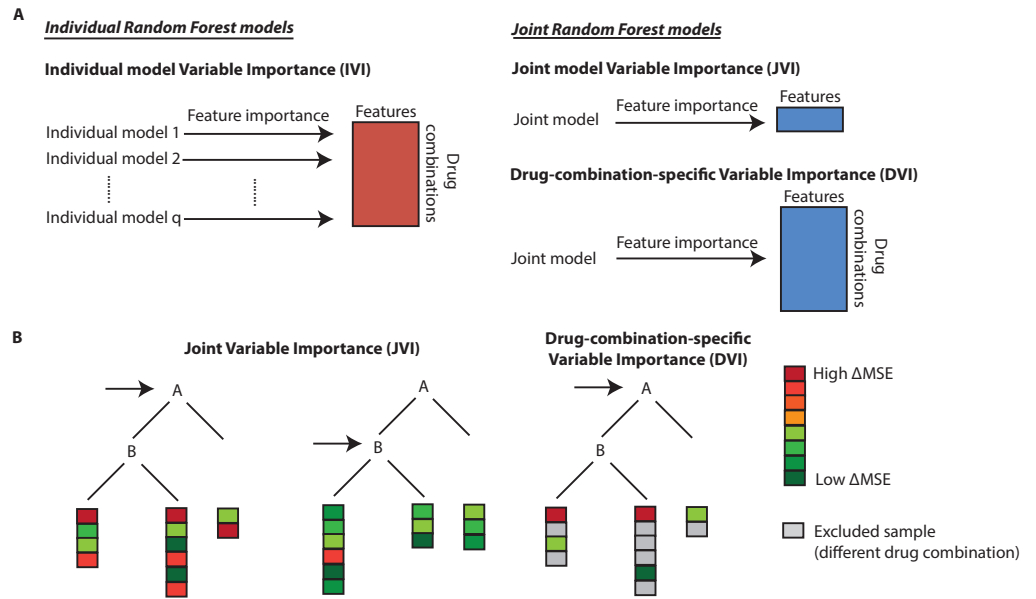 A
Individual Random Forest models
Individual model Variable Importance (IVI)
Features
Feature importance
Individual model 1
Individual model 2
Individual model q
Drug
combinations
Joint Random Forest models
Joint model Variable Importance (JVI)
Features
Feature importance
Joint model
Drug-combination-specific Variable Importance (DVI)
Features
Feature importance
Joint model
Drug
combinations
B
Joint Variable Importance (JVI)
Drug-combination-specific
Variable Importance (DVI)
A
B
A
B
A
B
High ΔMSE
Low ΔMSE
Excluded sample
(different drug combination)